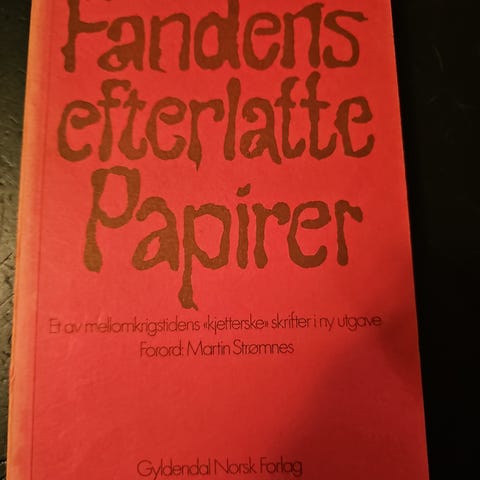 Fandens
efterlatte
Papirer
Et av mellomkrigstidens «kjetterske» skrifter i ny utgave
Forord: Martin Strømnes
Gyldendal Norsk Forlag